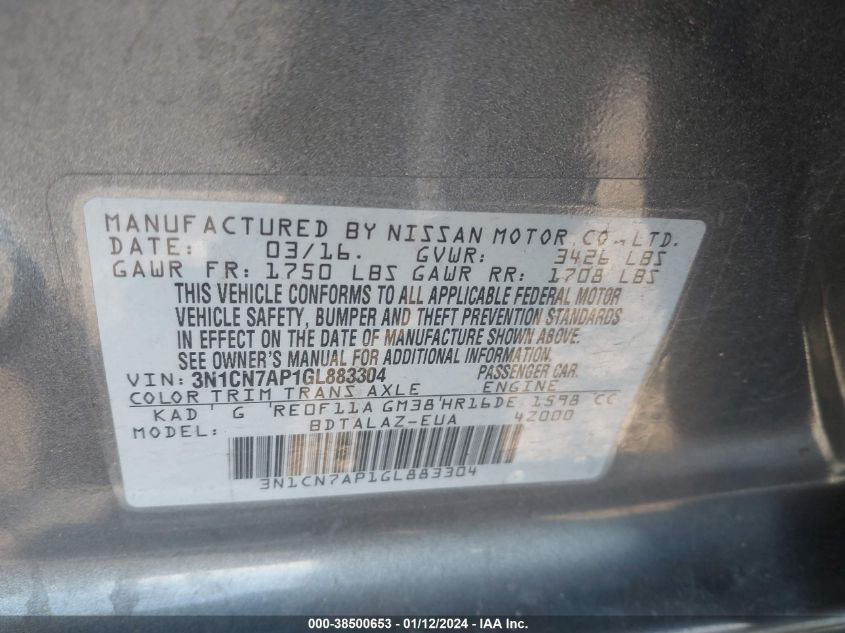 MANUFACTURED BY NISSAN MOTOR CO.,LTD.
DATE: 03/16. GVWR: 3426 LBS
GAWR FR: 1750 LBS GAWR RR: 1708 LBS
THIS VEHICLE CONFORMS TO ALL APPLICABLE FEDERAL MOTOR
VEHICLE SAFETY, BUMPER AND THEFT PREVENTION STANDARDS
IN EFFECT ON THE DATE OF MANUFACTURE SHOWN ABOVE.
SEE OWNER'S MANUAL FOR ADDITIONAL INFORMATION.
VIN: 3N1CN7AP1GL883304 PASSENGER CAR.
COLOR TRIM TRANS AXLE ENGINE
KAD G RE0F11A GM38 HR16DE 1598 CC
MODEL: BDTALAZ-EUA 4Z000
3N1CN7AP1GL883304
000-38500653 - 01/12/2024 - IAA Inc.